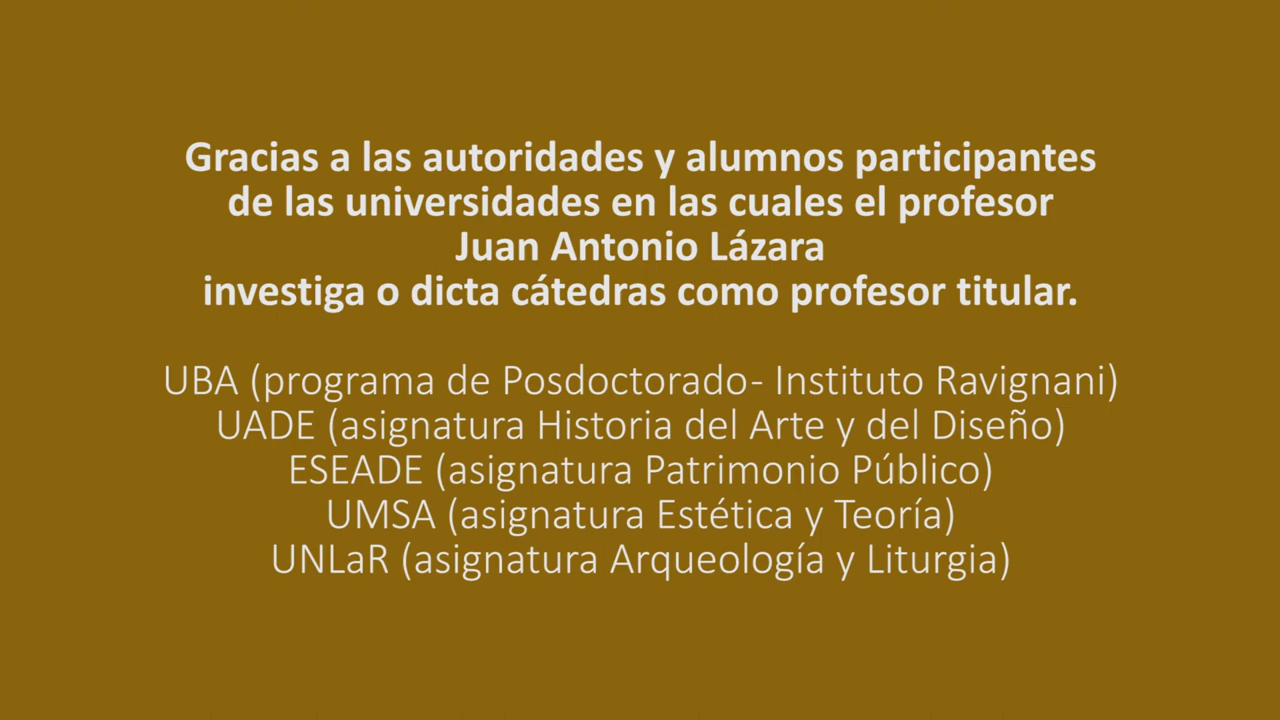 Gracias a las autoridades y alumnos participantes
de las universidades en las cuales el profesor
Juan Antonio Lázara
investiga o dicta cátedras como profesor titular.
UBA (programa de Posdoctorado- Instituto Ravignani)
UADE (asignatura Historia del Arte y del Diseño)
ESEADE (asignatura Patrimonio Público)
UMSA (asignatura Estética y Teoría)
UNLaR (asignatura Arqueología y Liturgia)